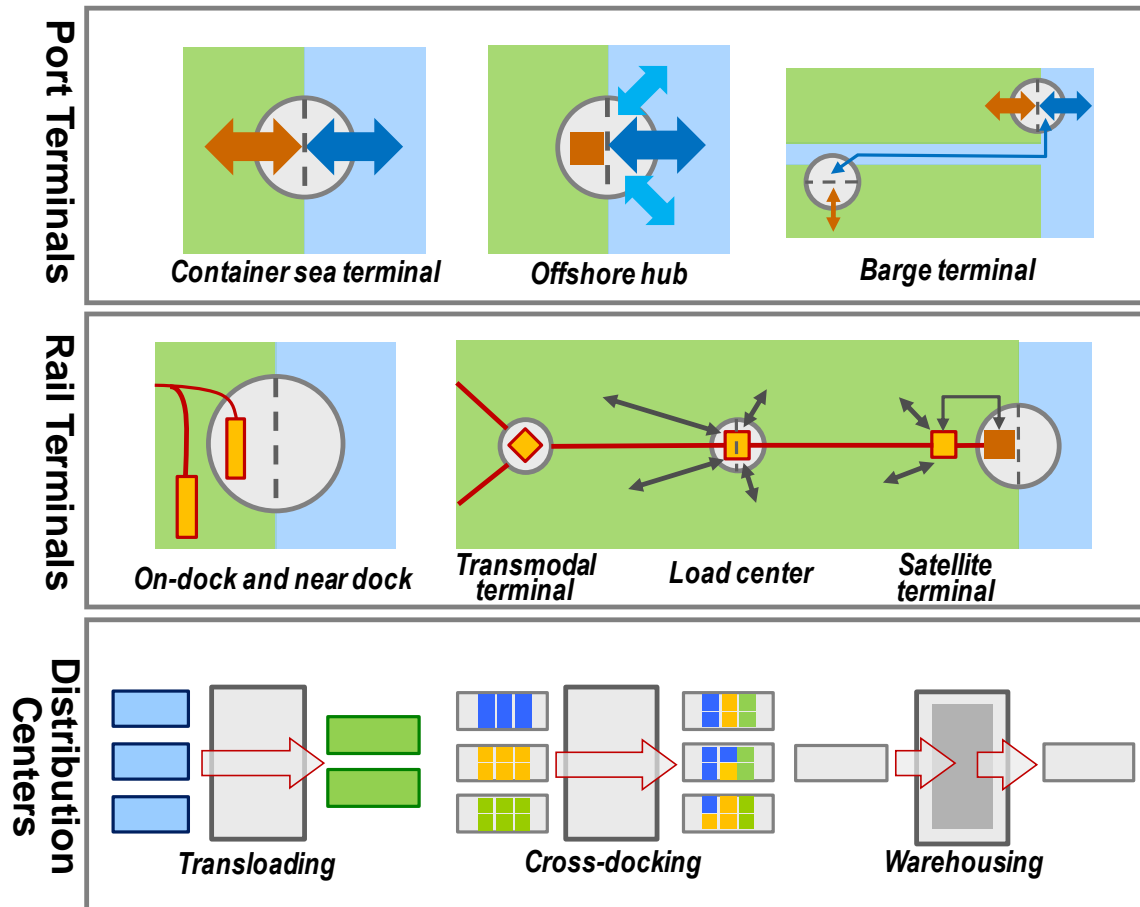 Port Terminals
Container sea terminal
Offshore hub
Barge terminal
Rail Terminals
On-dock and near dock
Transmodal
terminal
Load center
Satellite
terminal
Distribution
Centers
Transloading
Cross-docking
Warehousing